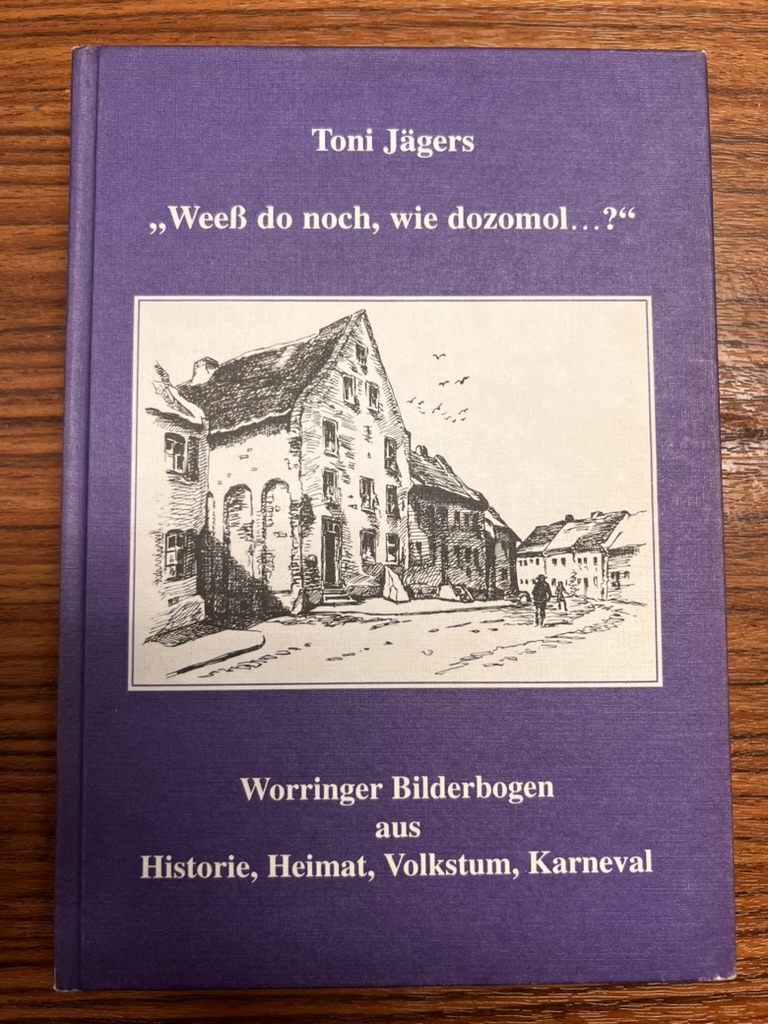 Toni Jägers
„Weeß do noch, wie dozomol...?“
Worringer Bilderbogen
aus
Historie, Heimat, Volkstum, Karneval